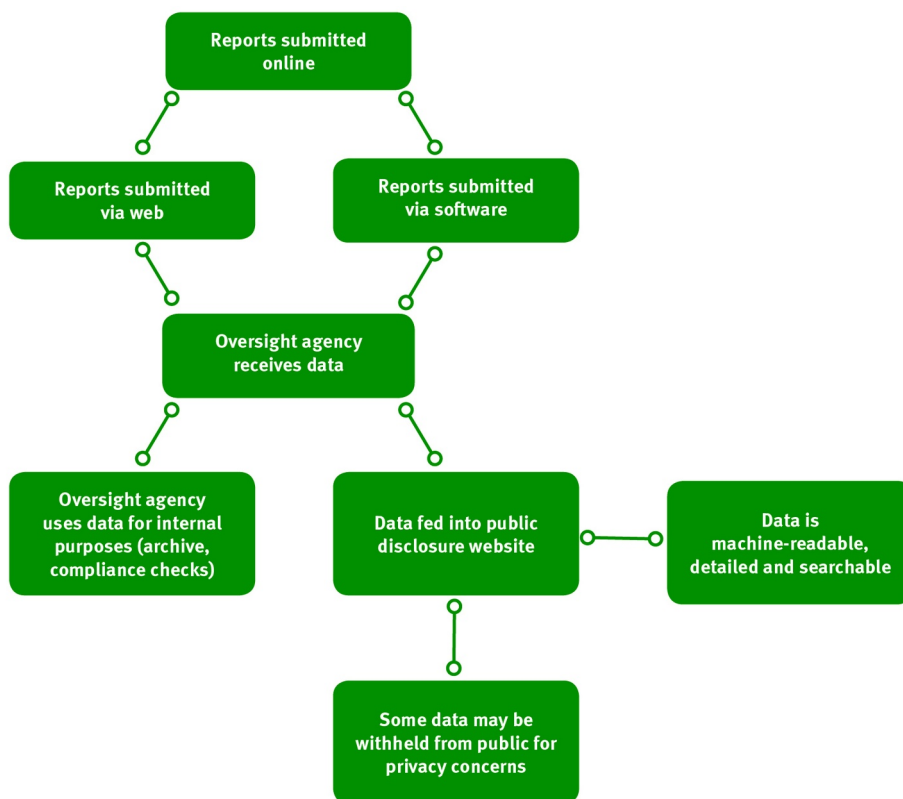 Reports submitted
online
Reports submitted
via web
Reports submitted
via software
Oversight agency
receives data
Oversight agency
uses data for internal
purposes (archive,
compliance checks)
Data fed into public
disclosure website
Data is
machine-readable,
detailed and searchable
Some data may be
withheld from public for
privacy concerns